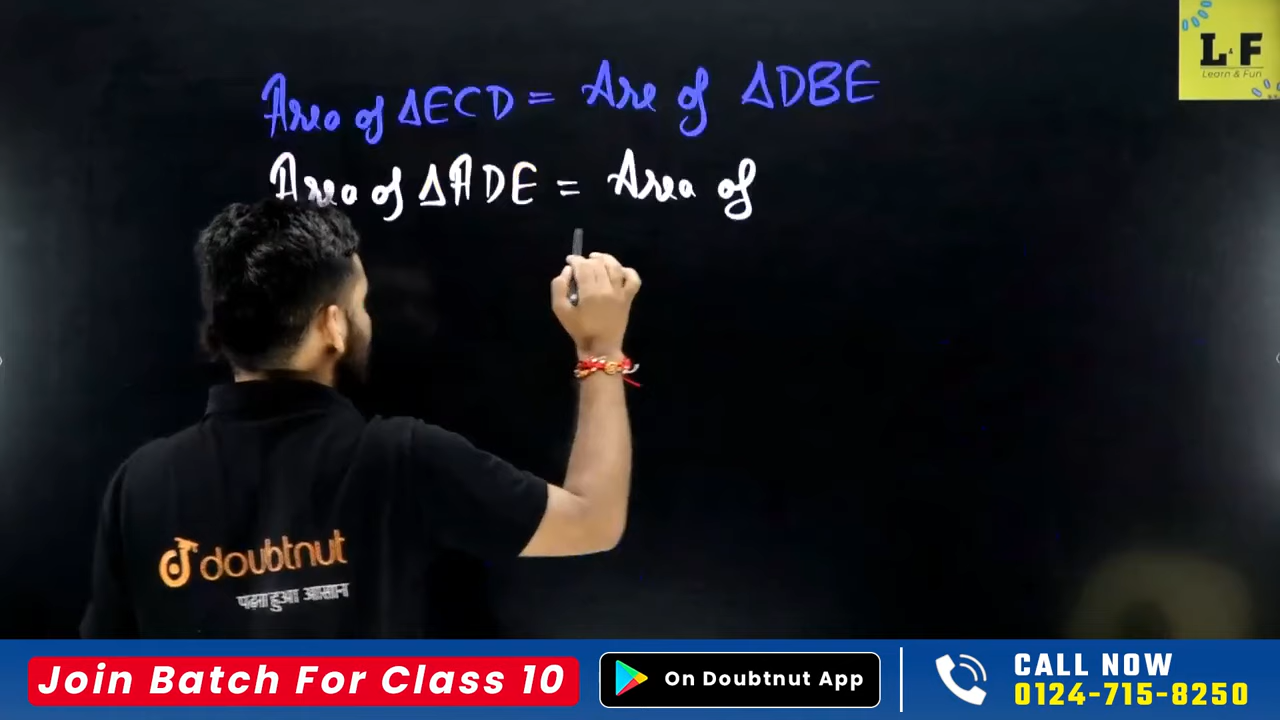 L & F
Learn & Fun
Area of ΔECD = Are of ΔDBE
Area of ΔADE = Area of
doubtnut
पढ़ना हुआ आसान
Join Batch For Class 10
On Doubtnut App
CALL NOW
0124-715-8250